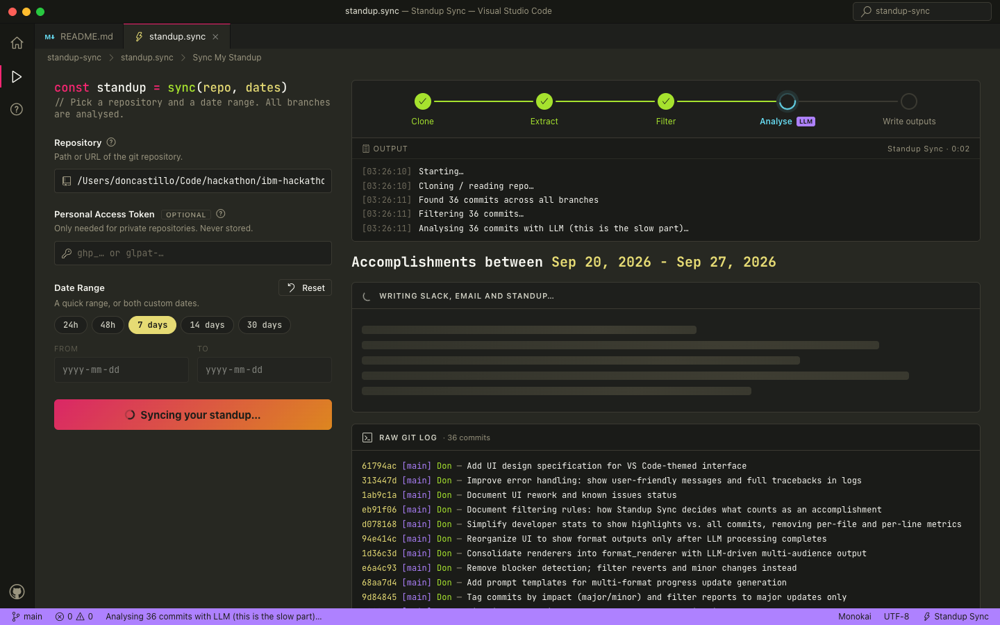 standup.sync — Standup Sync — Visual Studio Code
standup-sync
README.md
standup.sync
standup-sync > standup.sync > Sync My Standup
const standup = sync(repo, dates)
// Pick a repository and a date range. All branches
are analysed.
Repository
Path or URL of the git repository.
/Users/doncastillo/Code/hackathon/ibm-hackatho
Personal Access Token OPTIONAL
Only needed for private repositories. Never stored.
ghp_… or glpat-…
Date Range
Reset
A quick range, or both custom dates.
24h 48h 7 days 14 days 30 days
FROM TO
yyyy-mm-dd yyyy-mm-dd
Syncing your standup...
Clone Extract Filter Analyse LLM Write outputs
OUTPUT
Standup Sync · 0:02
[03:26:10] Starting…
[03:26:10] Cloning / reading repo…
[03:26:11] Found 36 commits across all branches
[03:26:11] Filtering 36 commits…
[03:26:11] Analysing 36 commits with LLM (this is the slow part)…
Accomplishments between Sep 20, 2026 - Sep 27, 2026
WRITING SLACK, EMAIL AND STANDUP…
RAW GIT LOG · 36 commits
61794ac [main] Don — Add UI design specification for VS Code-themed interface
313447d [main] Don — Improve error handling: show user-friendly messages and full tracebacks in logs
1ab9c1a [main] Don — Document UI rework and known issues status
eb91f06 [main] Don — Document filtering rules: how Standup Sync decides what counts as an accomplishment
d078168 [main] Don — Simplify developer stats to show highlights vs. all commits, removing per-file and per-line metrics
94e414c [main] Don — Reorganize UI to show format outputs only after LLM processing completes
1d36c3d [main] Don — Consolidate renderers into format_renderer with LLM-driven multi-audience output
e6a4c93 [main] Don — Remove blocker detection; filter reverts and minor changes instead
68aa7d4 [main] Don — Add prompt templates for multi-format progress update generation
9d84845 [main] Don — Tag commits by impact (major/minor) and filter reports to major updates only
main 0 0 Analysing 36 commits with LLM (this is the slow part)…
Monokai UTF-8 Standup Sync